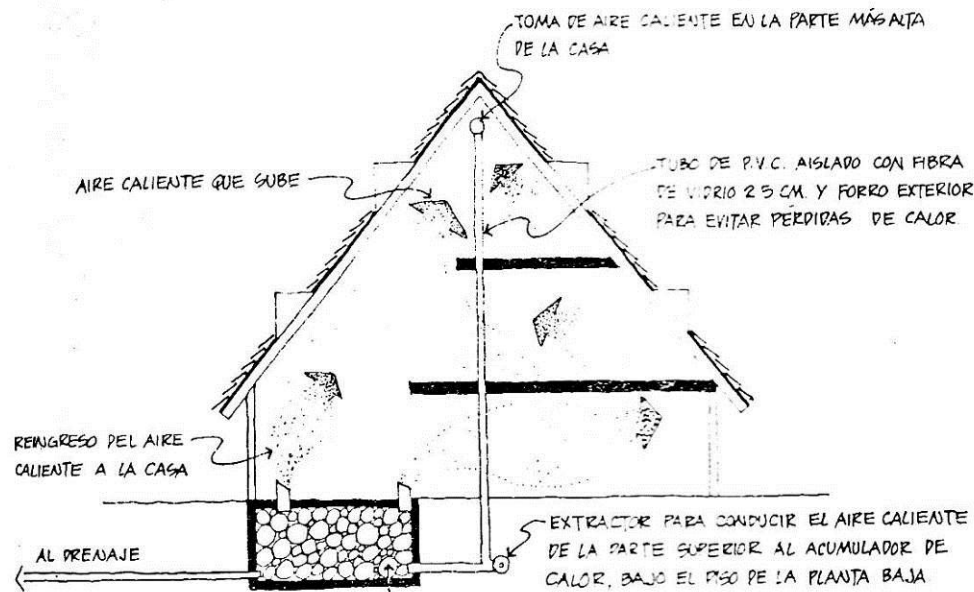 TOMA DE AIRE CALIENTE EN LA PARTE MÁS ALTA
DE LA CASA
AIRE CALIENTE QUE SUBE
TUBO DE P.V.C. AISLADO CON FIBRA
DE VIDRIO 2.5 CM. Y FORRO EXTERIOR
PARA EVITAR PÉRDIDAS DE CALOR
REINGRESO DEL AIRE
CALIENTE A LA CASA
EXTRACTOR PARA CONDUCIR EL AIRE CALIENTE
DE LA PARTE SUPERIOR AL ACUMULADOR DE
CALOR, BAJO EL PISO DE LA PLANTA BAJA
AL DRENAJE